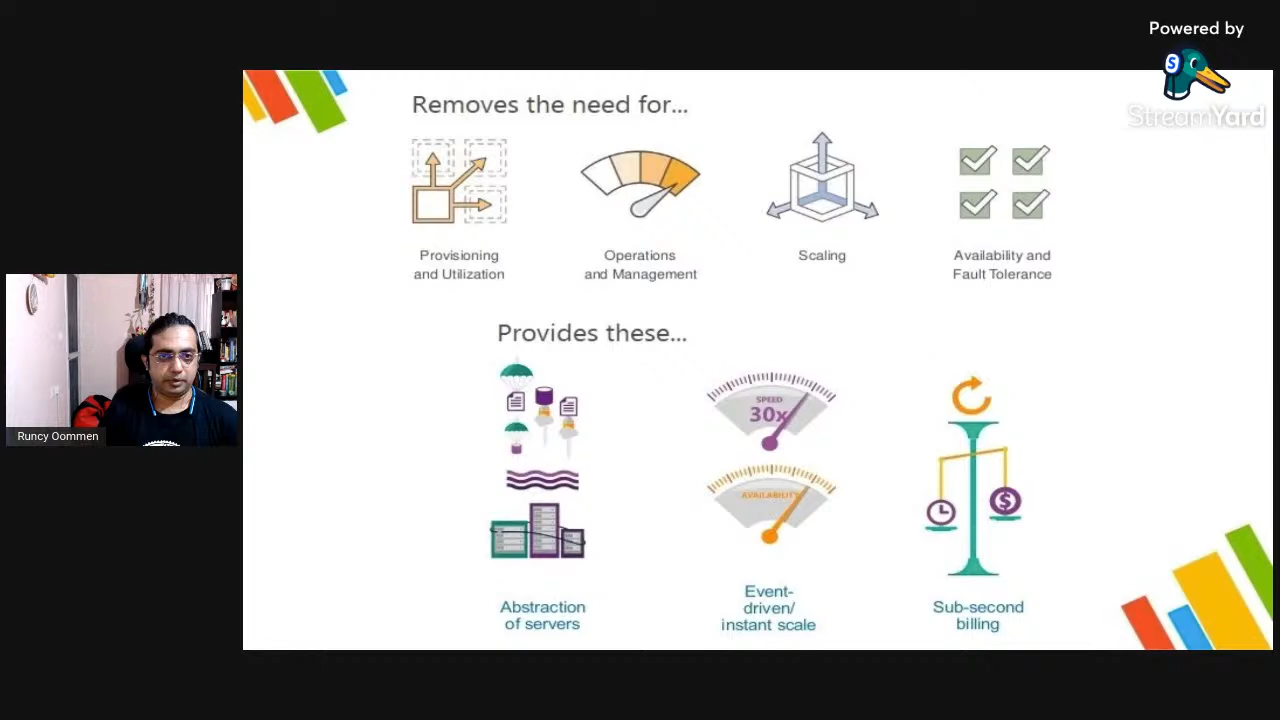 Powered by
S
StreamYard
Removes the need for...
Provisioning
and Utilization
Operations
and Management
Scaling
Availability and
Fault Tolerance
Provides these...
SPEED
30x
AVAILABILITY
$
Abstraction
of servers
Event-
driven/
instant scale
Sub-second
billing
Runcy Oommen